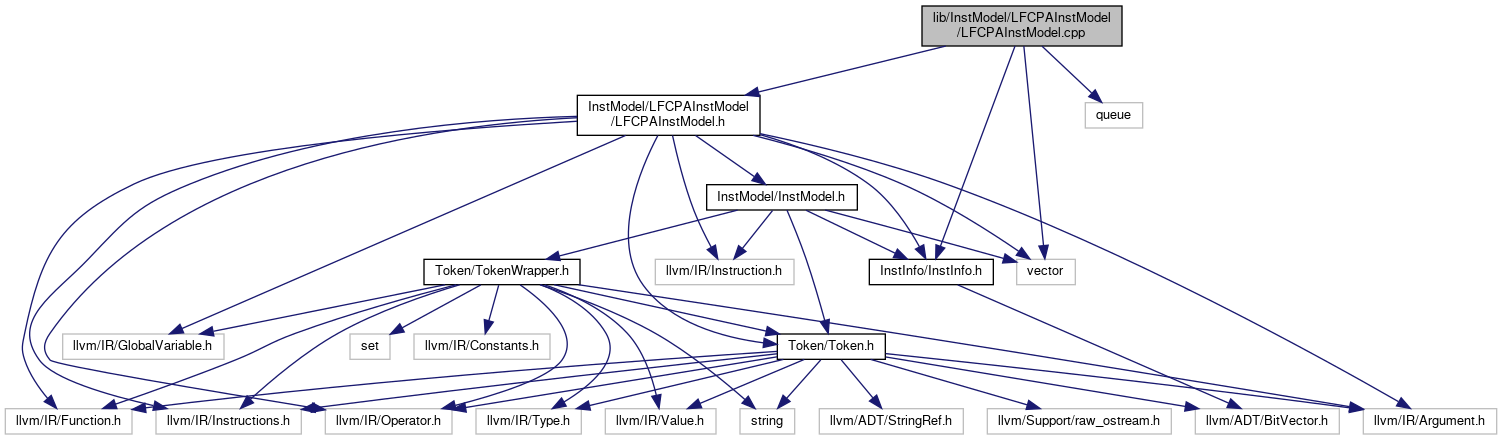 lib/InstModel/LFCPAInstModel
/LFCPAInstModel.cpp
InstModel/LFCPAInstModel
/LFCPAInstModel.h
queue
InstModel/InstModel.h
Token/TokenWrapper.h
llvm/IR/Instruction.h
InstInfo/InstInfo.h
vector
llvm/IR/GlobalVariable.h
set
llvm/IR/Constants.h
Token/Token.h
llvm/IR/Function.h
llvm/IR/Instructions.h
llvm/IR/Operator.h
llvm/IR/Type.h
llvm/IR/Value.h
string
llvm/ADT/StringRef.h
llvm/Support/raw_ostream.h
llvm/ADT/BitVector.h
llvm/IR/Argument.h